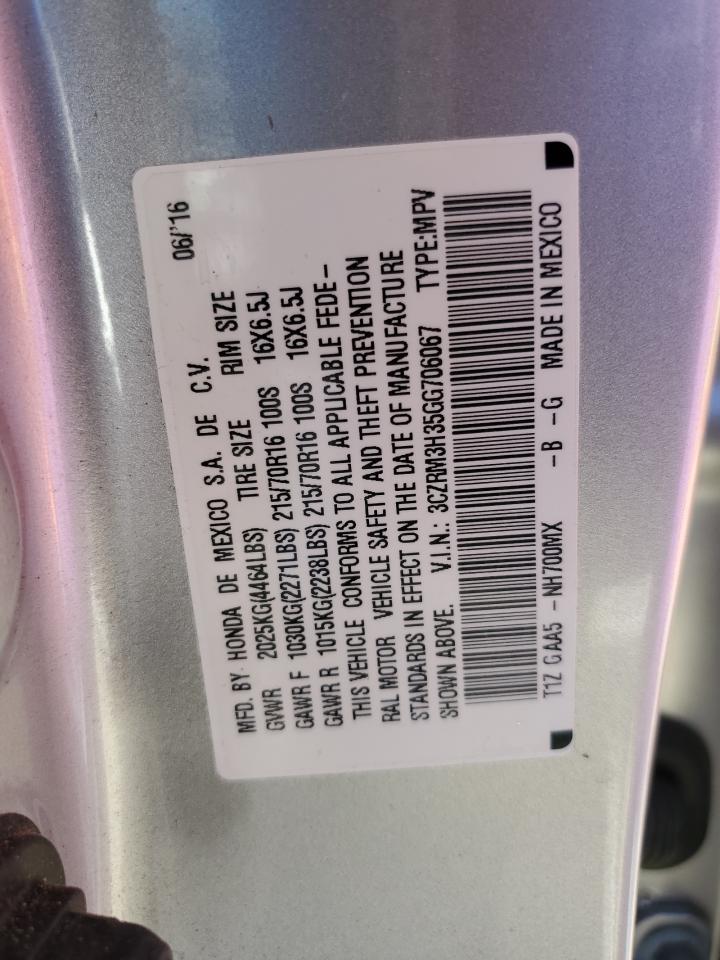 06/'16
MFD. BY HONDA DE MEXICO S.A. DE C.V.
GVWR 2025KG(4464LBS) TIRE SIZE RIM SIZE
GAWR F 1030KG(2271LBS) 215/70R16 100S 16X6.5J
GAWR R 1015KG(2238LBS) 215/70R16 100S 16X6.5J
THIS VEHICLE CONFORMS TO ALL APPLICABLE FEDE-
RAL MOTOR VEHICLE SAFETY AND THEFT PREVENTION
STANDARDS IN EFFECT ON THE DATE OF MANUFACTURE
SHOWN ABOVE. V.I.N.: 3CZRM3H35GG706067 TYPE:MPV
T1Z G AA5 - NH700MX -B -G MADE IN MEXICO